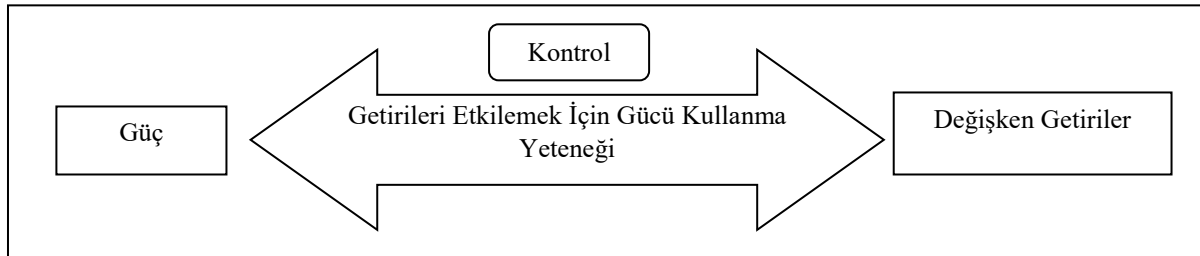 Kontrol
Güç
Getirileri Etkilemek İçin Gücü Kullanma
Yeteneği
Değişken Getiriler